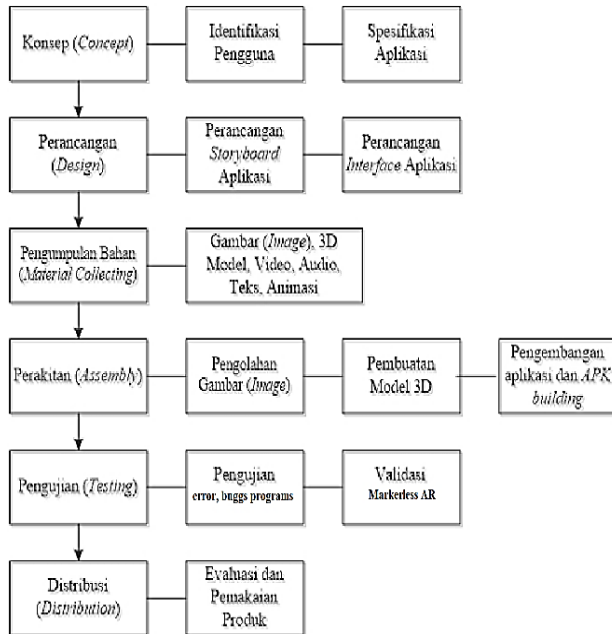 Konsep (Concept)
Identifikasi
Pengguna
Spesifikasi
Aplikasi
Perancangan
(Design)
Perancangan
Storyboard
Aplikasi
Perancangan
Interface Aplikasi
Pengumpulan Bahan
(Material Collecting)
Gambar (Image), 3D
Model, Video, Audio,
Teks, Animasi
Perakitan (Assembly)
Pengolahan
Gambar (Image)
Pembuatan
Model 3D
Pengembangan
aplikasi dan APK
building
Pengujian (Testing)
Pengujian
error, buggs programs
Validasi
Markerless AR
Distribusi
(Distribution)
Evaluasi dan
Pemakaian
Produk